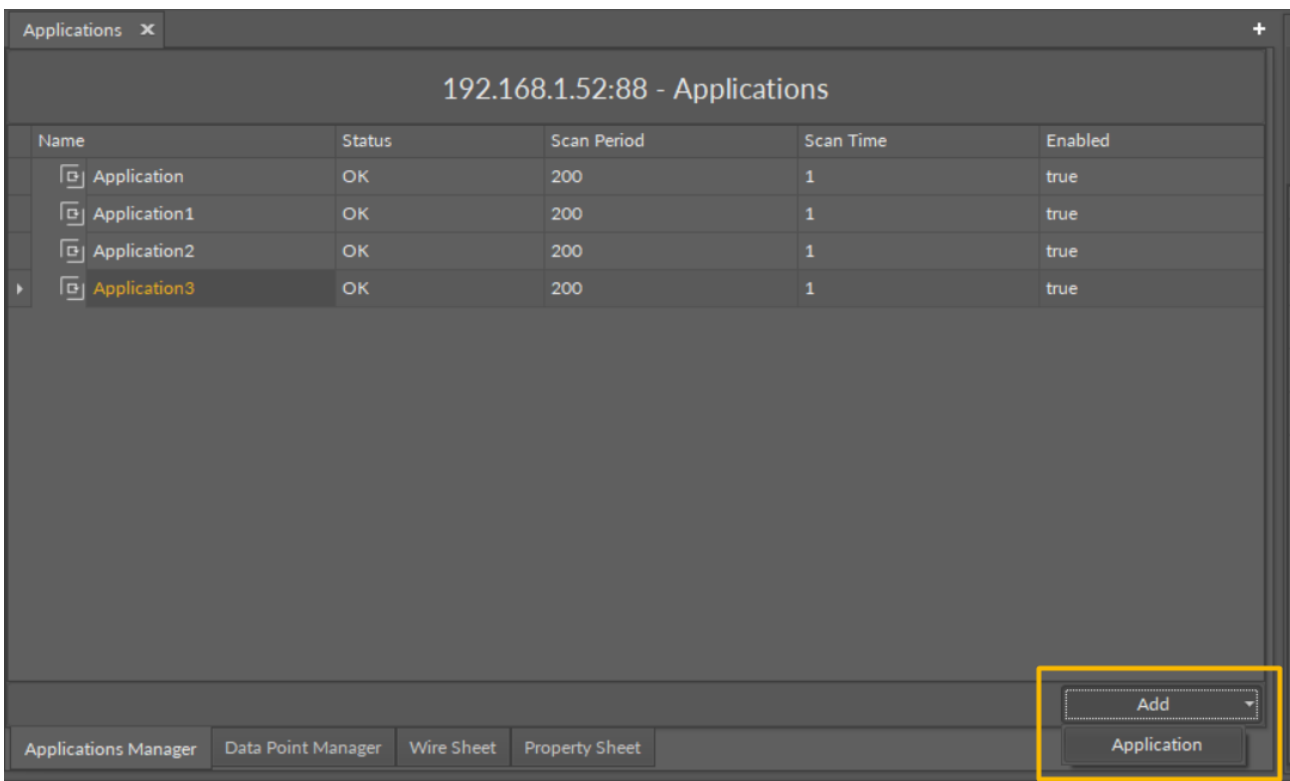 Applications
192.168.1.52:88 - Applications
Name Status Scan Period Scan Time Enabled
Application OK 200 1 true
Application1 OK 200 1 true
Application2 OK 200 1 true
Application3 OK 200 1 true
Add
Applications Manager Data Point Manager Wire Sheet Property Sheet Application